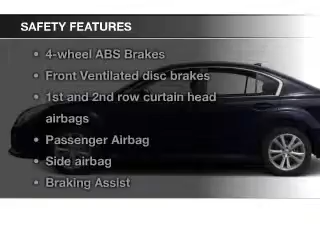 SAFETY FEATURES
• 4-wheel ABS Brakes
• Front Ventilated disc brakes
• 1st and 2nd row curtain head
airbags
• Passenger Airbag
• Side airbag
• Braking Assist